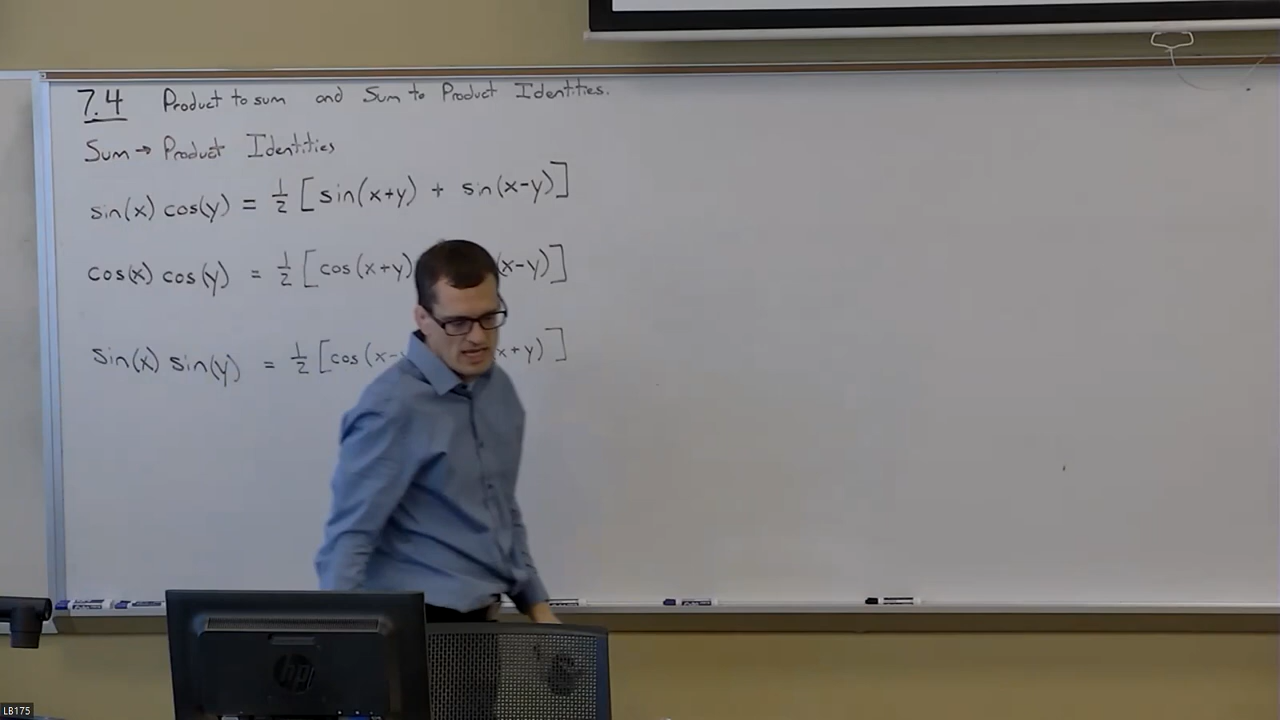 7.4 Product to sum and Sum to Product Identities.
Sum → Product Identities
sin(x) cos(y) = 1/2 [sin(x+y) + sin(x-y)]
cos(x) cos(y) = 1/2 [cos(x+y) (x-y)]
sin(x) sin(y) = 1/2 [cos(x- x+y)]
hp
LB175